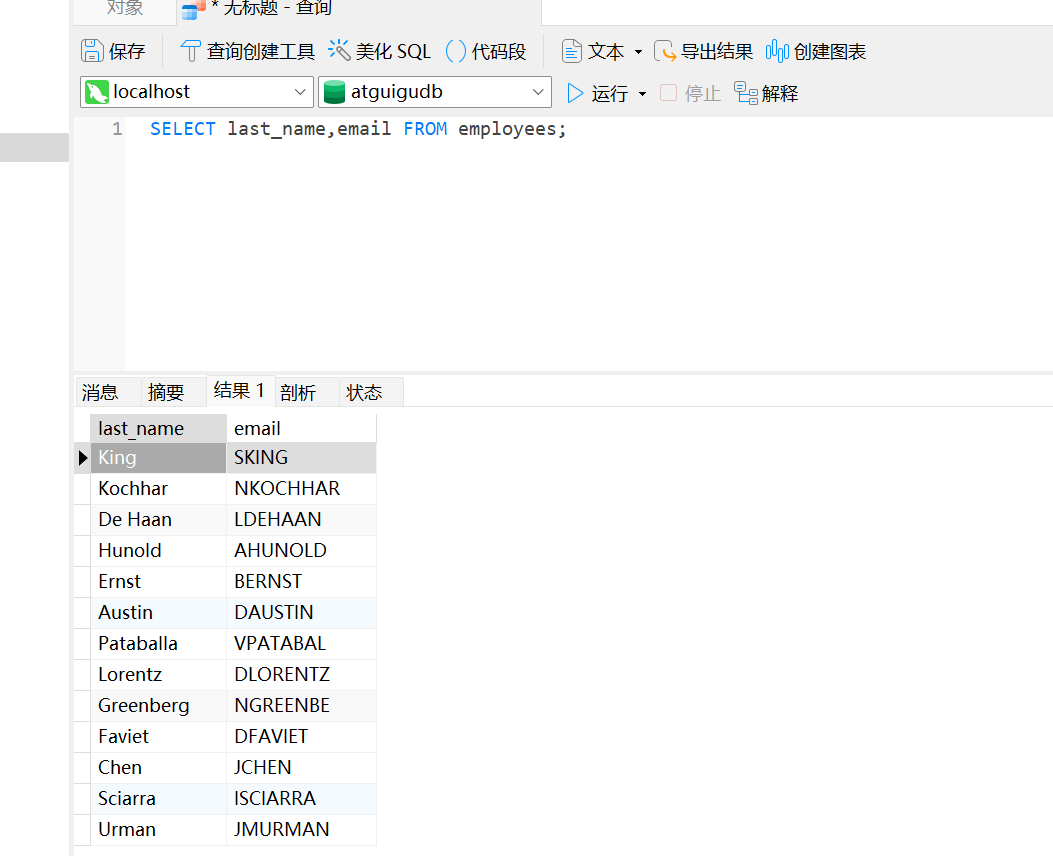 对象 * 无标题 - 查询
保存 查询创建工具 美化 SQL () 代码段 文本 导出结果 创建图表
localhost atguigudb 运行 停止 解释
1 SELECT last_name,email FROM employees;
消息 摘要 结果 1 剖析 状态
last_name email
King SKING
Kochhar NKOCHHAR
De Haan LDEHAAN
Hunold AHUNOLD
Ernst BERNST
Austin DAUSTIN
Pataballa VPATABAL
Lorentz DLORENTZ
Greenberg NGREENBE
Faviet DFAVIET
Chen JCHEN
Sciarra ISCIARRA
Urman JMURMAN